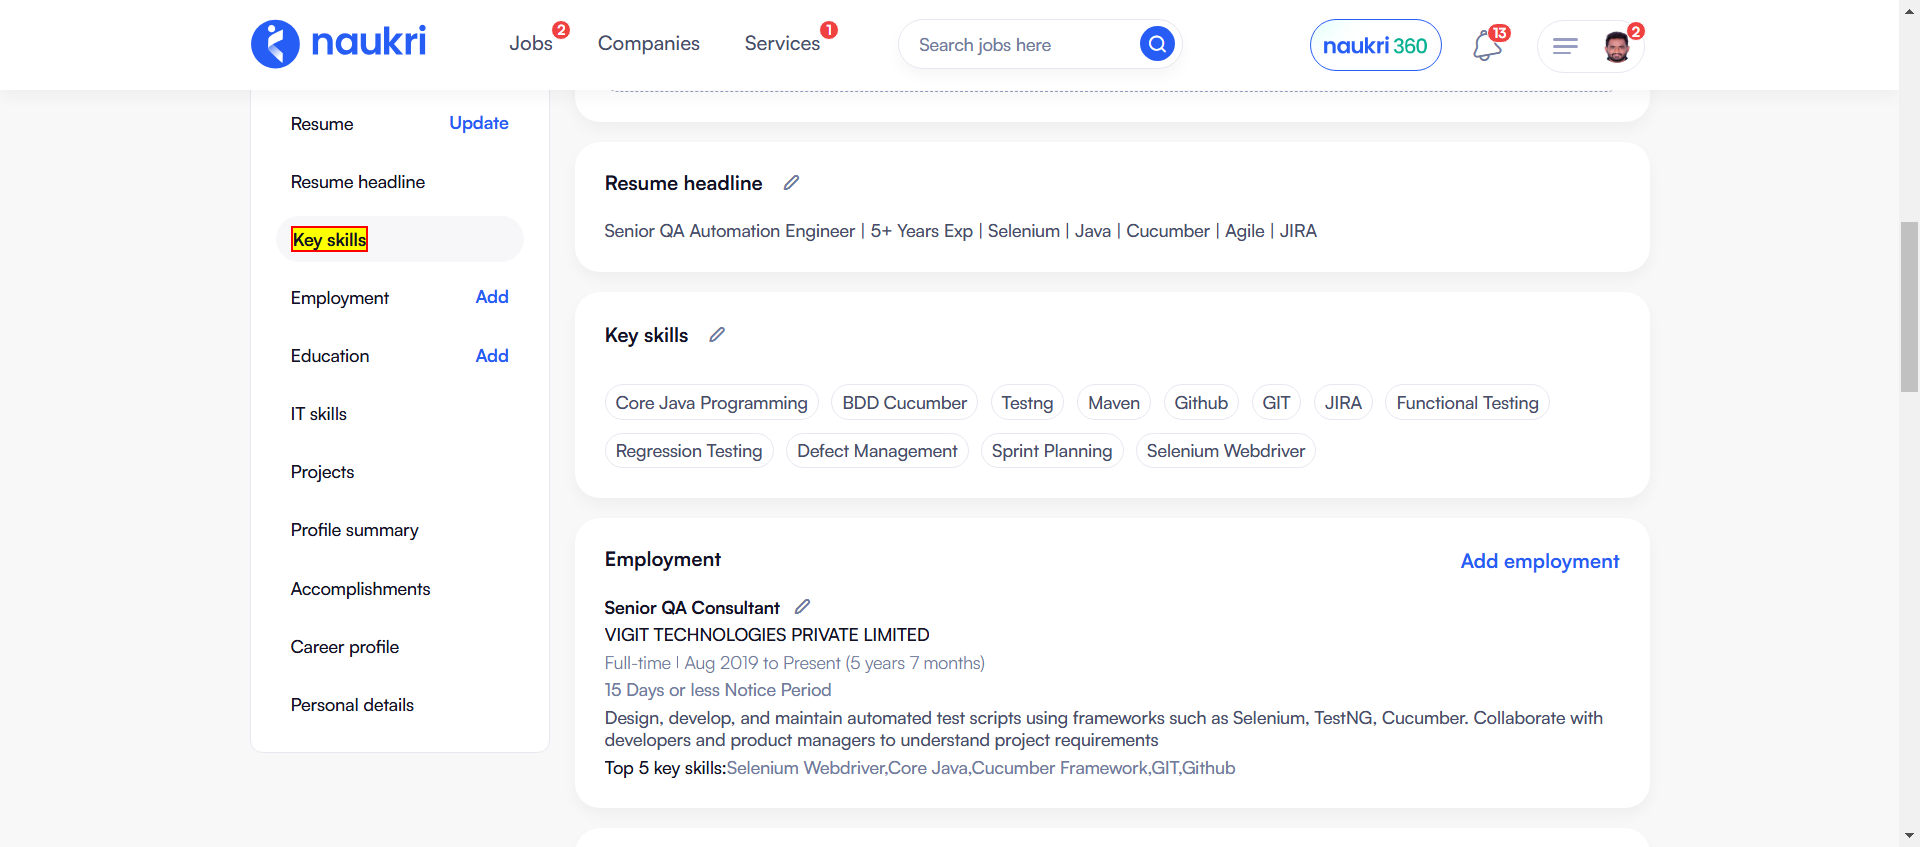 naukri
Jobs 2
Companies
Services 1
Search jobs here
naukri 360
13
2
Resume Update
Resume headline
Key skills
Employment Add
Education Add
IT skills
Projects
Profile summary
Accomplishments
Career profile
Personal details
Resume headline
Senior QA Automation Engineer | 5+ Years Exp | Selenium | Java | Cucumber | Agile | JIRA
Key skills
Core Java Programming BDD Cucumber Testng Maven Github GIT JIRA Functional Testing
Regression Testing Defect Management Sprint Planning Selenium Webdriver
Employment Add employment
Senior QA Consultant
VIGIT TECHNOLOGIES PRIVATE LIMITED
Full-time | Aug 2019 to Present (5 years 7 months)
15 Days or less Notice Period
Design, develop, and maintain automated test scripts using frameworks such as Selenium, TestNG, Cucumber. Collaborate with
developers and product managers to understand project requirements
Top 5 key skills:Selenium Webdriver,Core Java,Cucumber Framework,GIT,Github